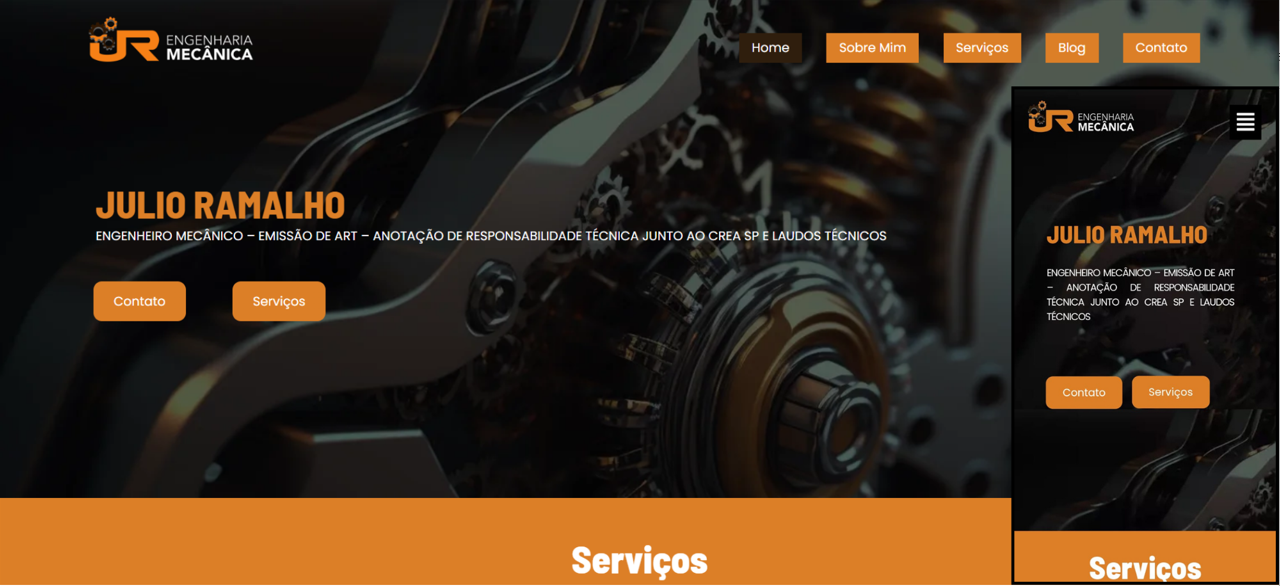 JR ENGENHARIA
MECÂNICA
Home
Sobre Mim
Serviços
Blog
Contato
JULIO RAMALHO
ENGENHEIRO MECÂNICO – EMISSÃO DE ART – ANOTAÇÃO DE RESPONSABILIDADE TÉCNICA JUNTO AO CREA SP E LAUDOS TÉCNICOS
Contato
Serviços
Serviços
JR ENGENHARIA
MECÂNICA
JULIO RAMALHO
ENGENHEIRO MECÂNICO – EMISSÃO DE ART
– ANOTAÇÃO DE RESPONSABILIDADE
TÉCNICA JUNTO AO CREA SP E LAUDOS
TÉCNICOS
Contato
Serviços
Serviços